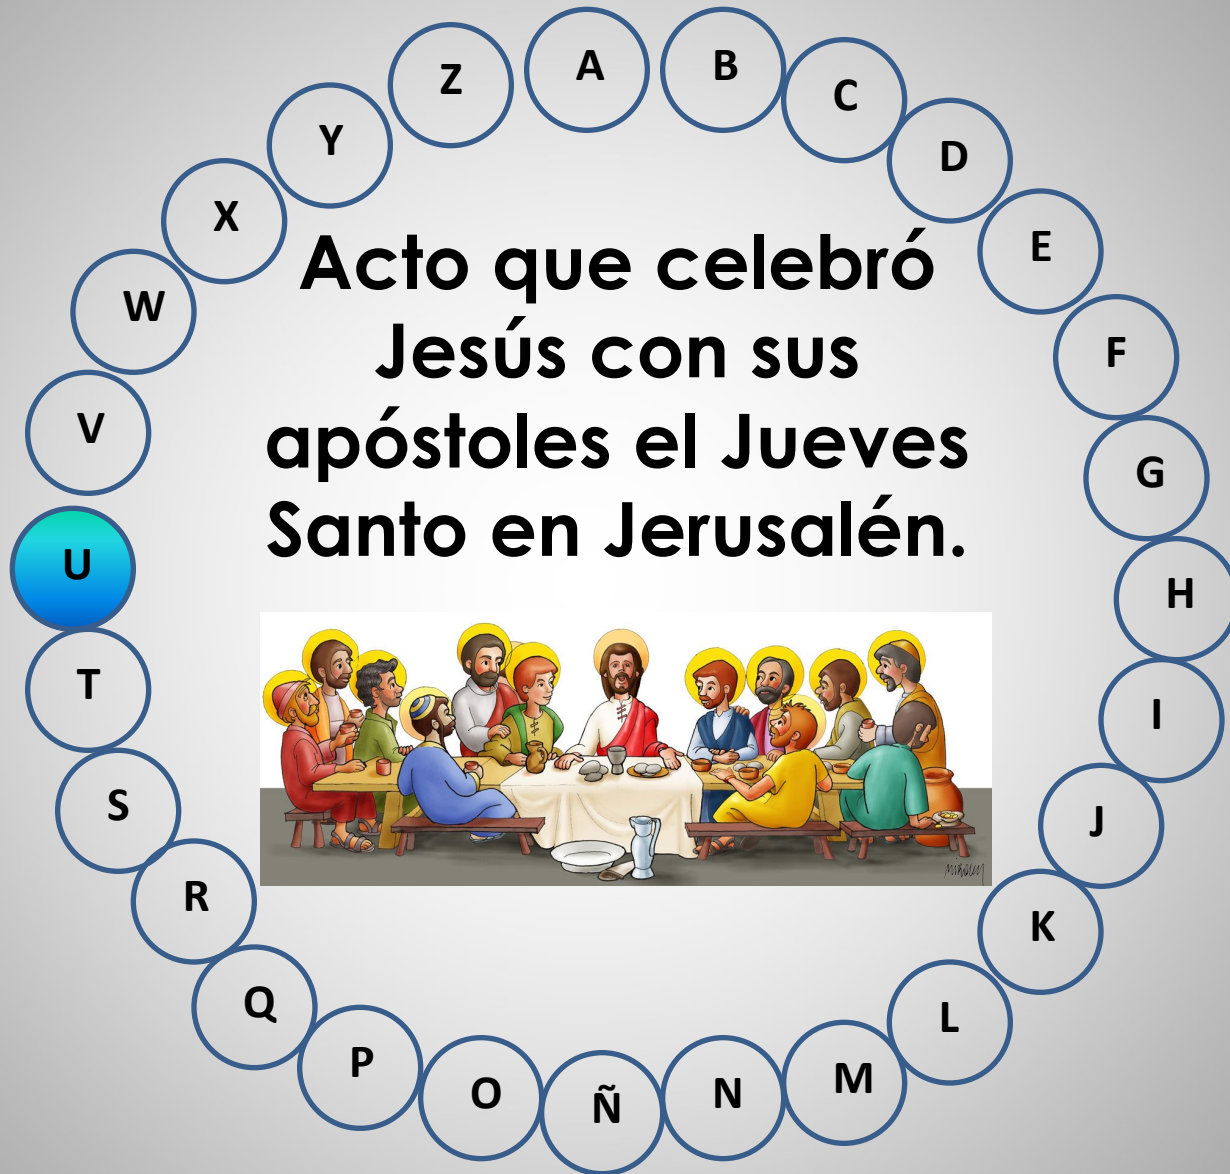 A
B
C
D
E
F
G
H
I
J
K
L
M
N
Ñ
O
P
Q
R
S
T
U
V
W
X
Y
Z
Acto que celebró
Jesús con sus
apóstoles el Jueves
Santo en Jerusalén.